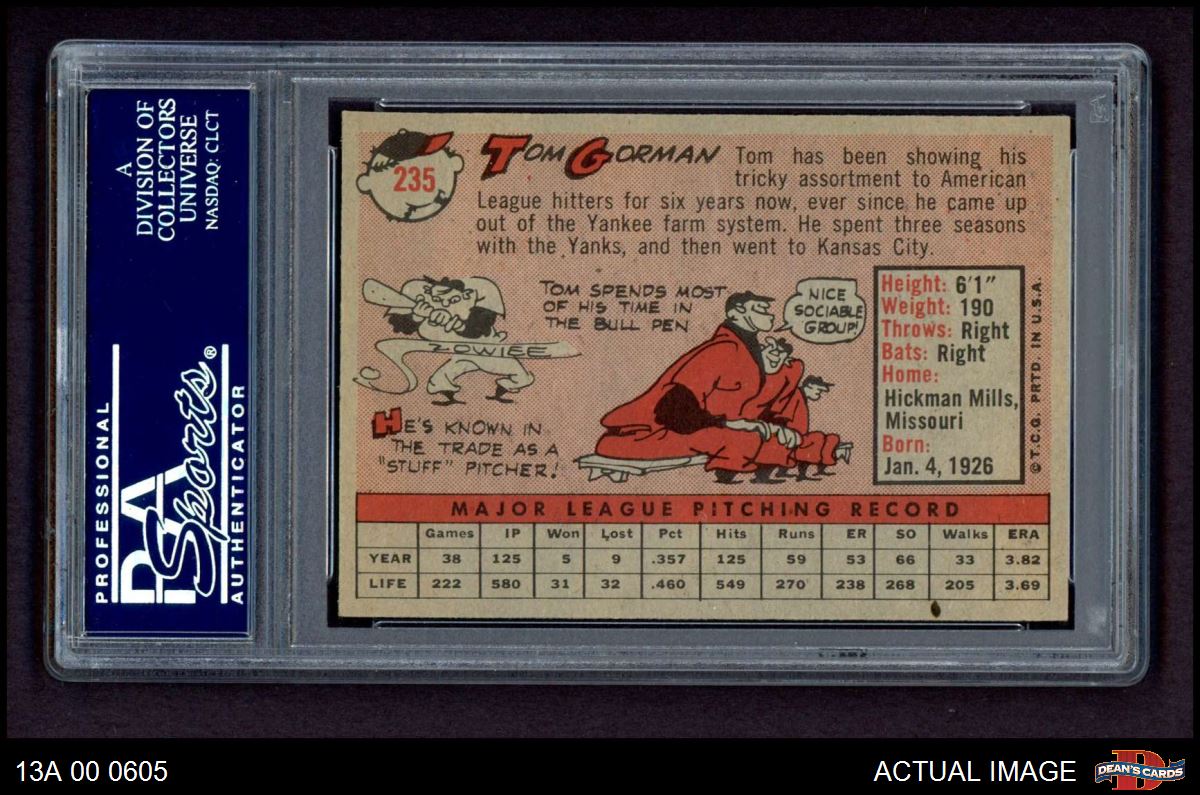 A
DIVISION OF
COLLECTORS
UNIVERSE
NASDAQ: CLCT
PROFESSIONAL
PSA
Sports®
AUTHENTICATOR
235
TOM GORMAN
Tom has been showing his
tricky assortment to American
League hitters for six years now, ever since he came up
out of the Yankee farm system. He spent three seasons
with the Yanks, and then went to Kansas City.
ZOWIEE
HE'S KNOWN IN
THE TRADE AS A
"STUFF" PITCHER!
TOM SPENDS MOST
OF HIS TIME IN
THE BULL PEN
NICE
SOCIABLE
GROUP!
Height: 6'1"
Weight: 190
Throws: Right
Bats: Right
Home:
Hickman Mills,
Missouri
Born:
Jan. 4, 1926
© T.C.G. PRTD. IN U.S.A.
MAJOR LEAGUE PITCHING RECORD
Games IP Won Lost Pct Hits Runs ER SO Walks ERA
YEAR 38 125 5 9 .357 125 59 53 66 33 3.82
LIFE 222 580 31 32 .460 549 270 238 268 205 3.69
13A 00 0605
ACTUAL IMAGE
D
DEAN'S CARDS